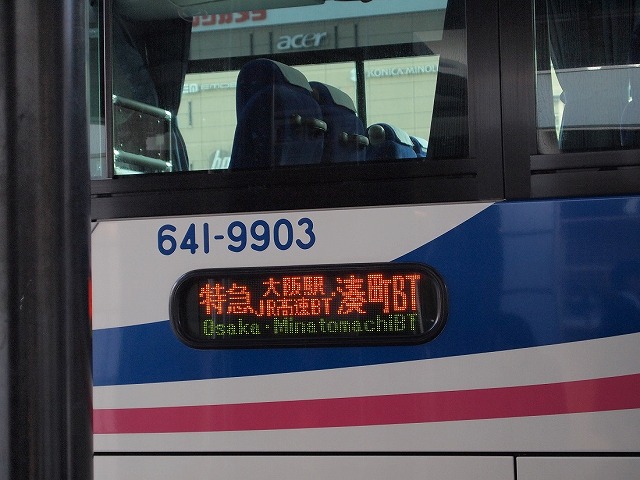 acer
KONICA MINOL
641-9903
特急 大阪駅 JR高速BT 湊町BT
Osaka・MinatomachiBT